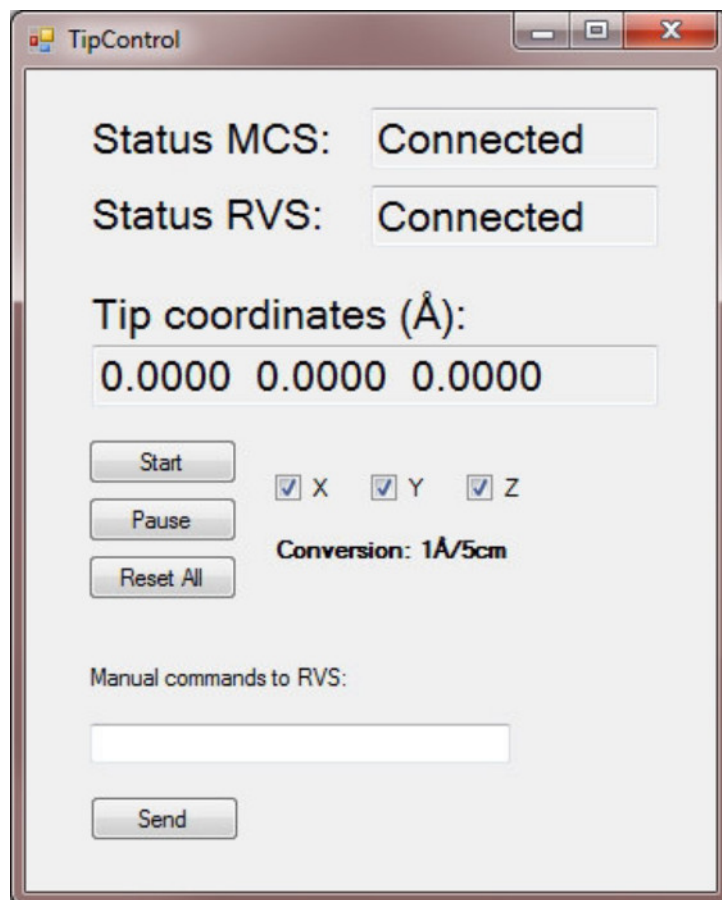 TipControl
Status MCS: Connected
Status RVS: Connected
Tip coordinates (Å):
0.0000 0.0000 0.0000
Start
X Y Z
Pause
Conversion: 1Å/5cm
Reset All
Manual commands to RVS:
Send